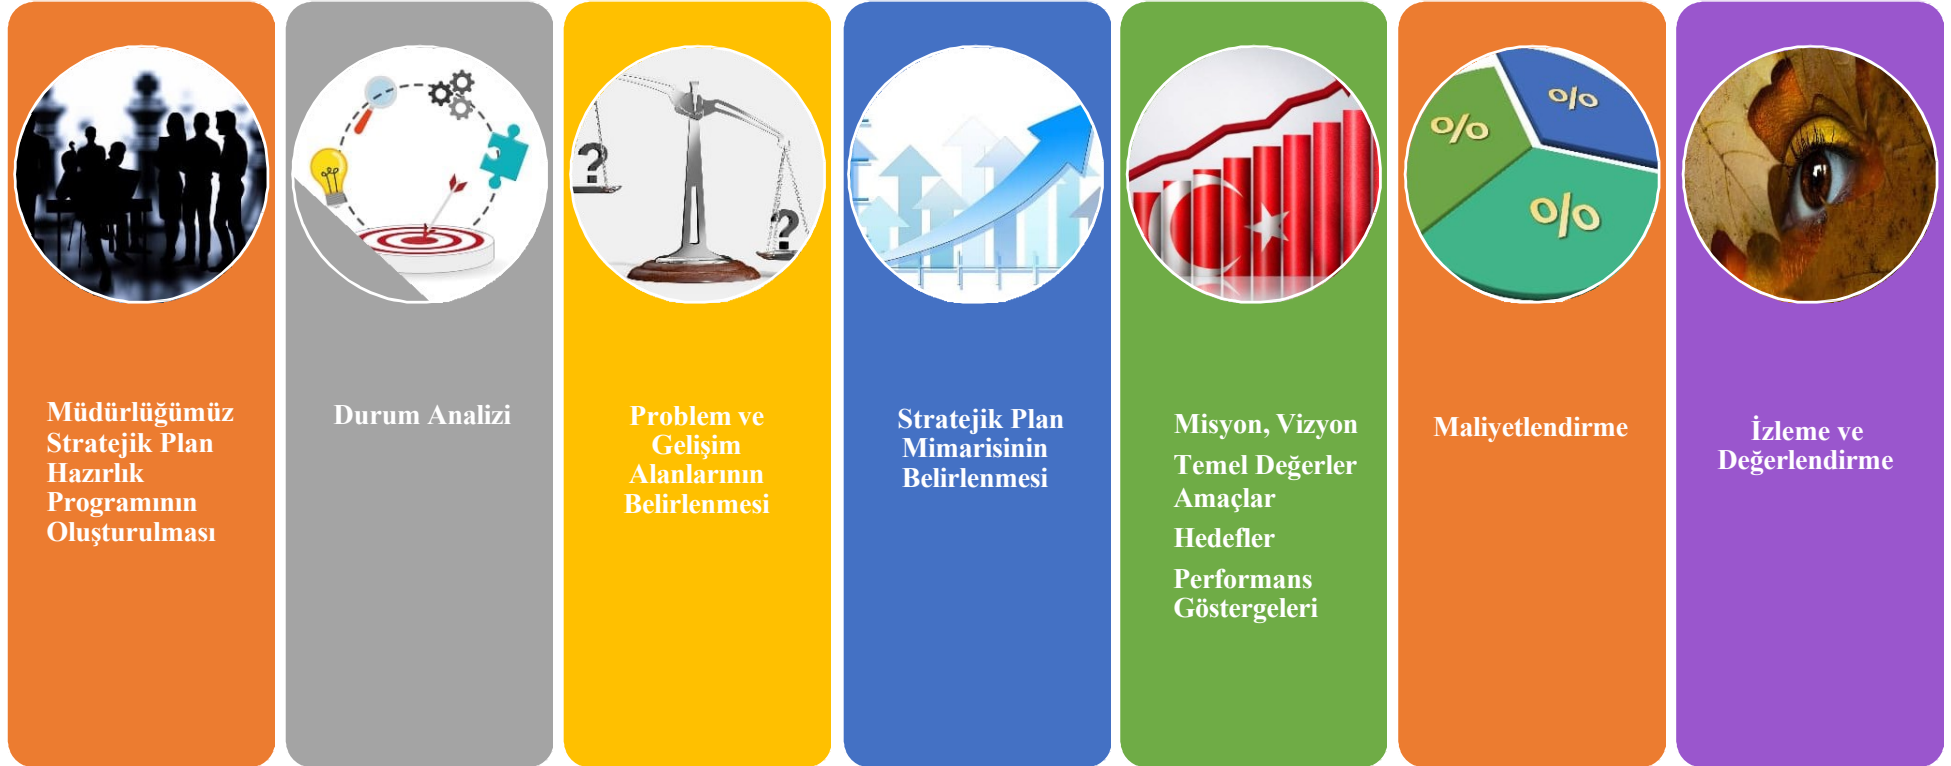 Müdürlüğümüz
Stratejik Plan
Hazırlık
Programının
Oluşturulması
Durum Analizi
Problem ve
Gelişim
Alanlarının
Belirlenmesi
Stratejik Plan
Mimarisinin
Belirlenmesi
Misyon, Vizyon
Temel Değerler
Amaçlar
Hedefler
Performans
Göstergeleri
Maliyetlendirme
İzleme ve
Değerlendirme
?
?
%
%
%